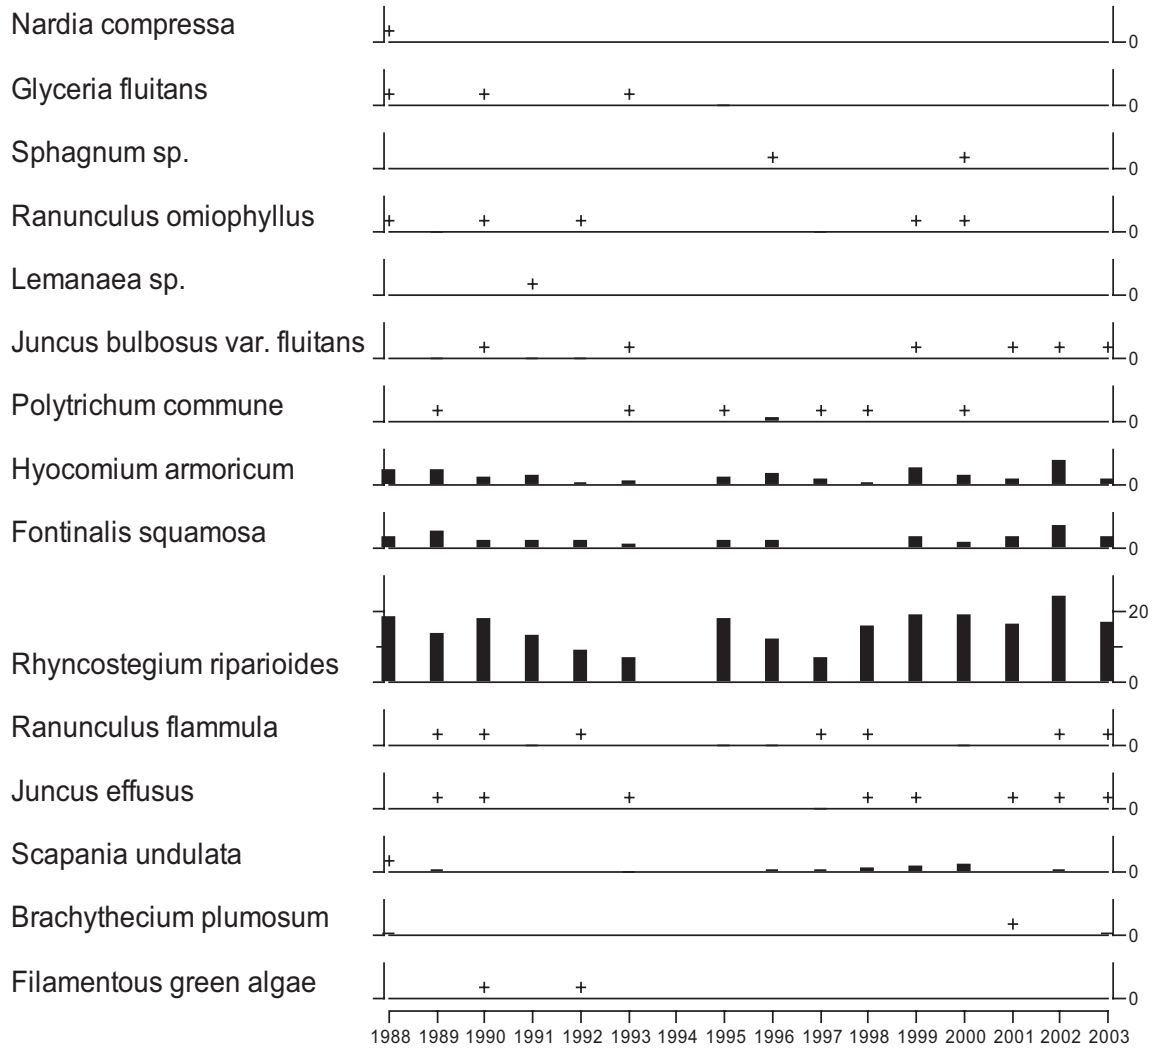 Nardia compressa
0
Glyceria fluitans
0
Sphagnum sp.
0
Ranunculus omiophyllus
0
Lemanaea sp.
0
Juncus bulbosus var. fluitans
0
Polytrichum commune
0
Hyocomium armoricum
0
Fontinalis squamosa
0
20
Rhyncostegium riparioides
0
Ranunculus flammula
0
Juncus effusus
0
Scapania undulata
0
Brachythecium plumosum
0
Filamentous green algae
0
1988 1989 1990 1991 1992 1993 1994 1995 1996 1997 1998 1999 2000 2001 2002 2003